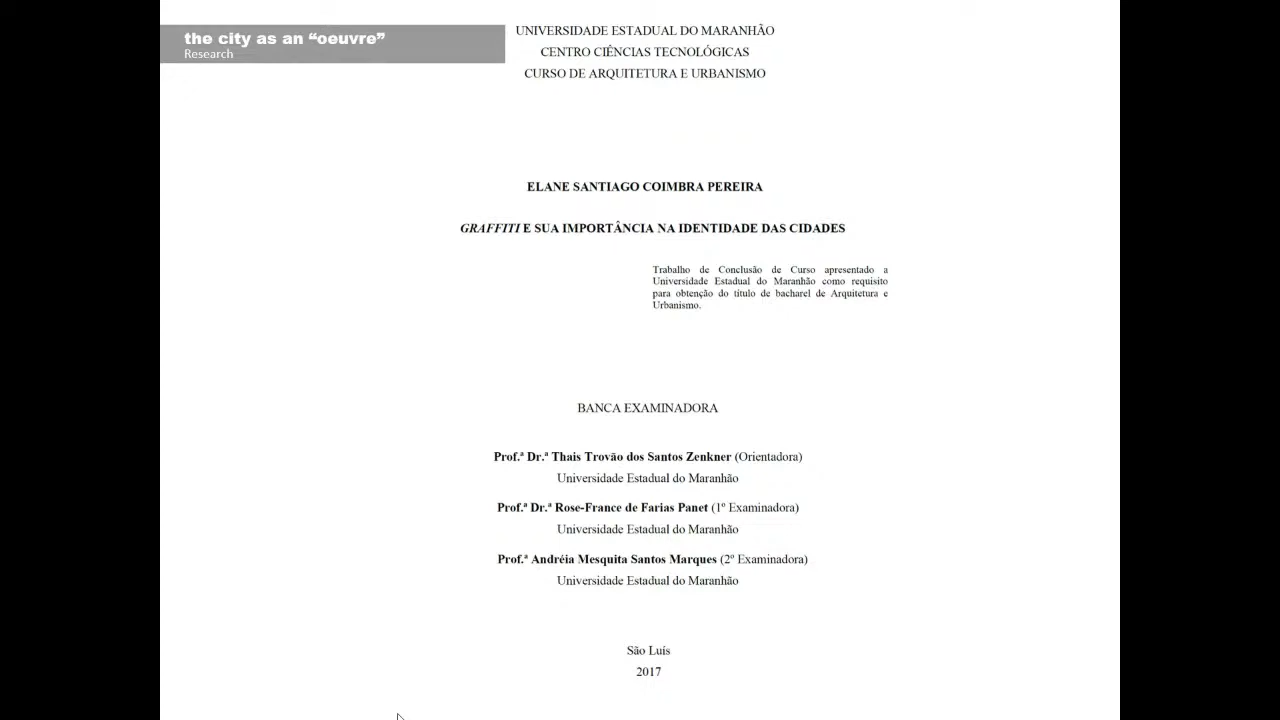 the city as an “oeuvre”
Research
UNIVERSIDADE ESTADUAL DO MARANHÃO
CENTRO CIÊNCIAS TECNOLÓGICAS
CURSO DE ARQUITETURA E URBANISMO
ELANE SANTIAGO COIMBRA PEREIRA
GRAFFITI E SUA IMPORTÂNCIA NA IDENTIDADE DAS CIDADES
Trabalho de Conclusão de Curso apresentado a
Universidade Estadual do Maranhão como requisito
para obtenção do título de bacharel de Arquitetura e
Urbanismo.
BANCA EXAMINADORA
Prof.ª Dr.ª Thais Trovão dos Santos Zenkner (Orientadora)
Universidade Estadual do Maranhão
Prof.ª Dr.ª Rose-France de Farias Panet (1º Examinadora)
Universidade Estadual do Maranhão
Prof.ª Andréia Mesquita Santos Marques (2º Examinadora)
Universidade Estadual do Maranhão
São Luís
2017